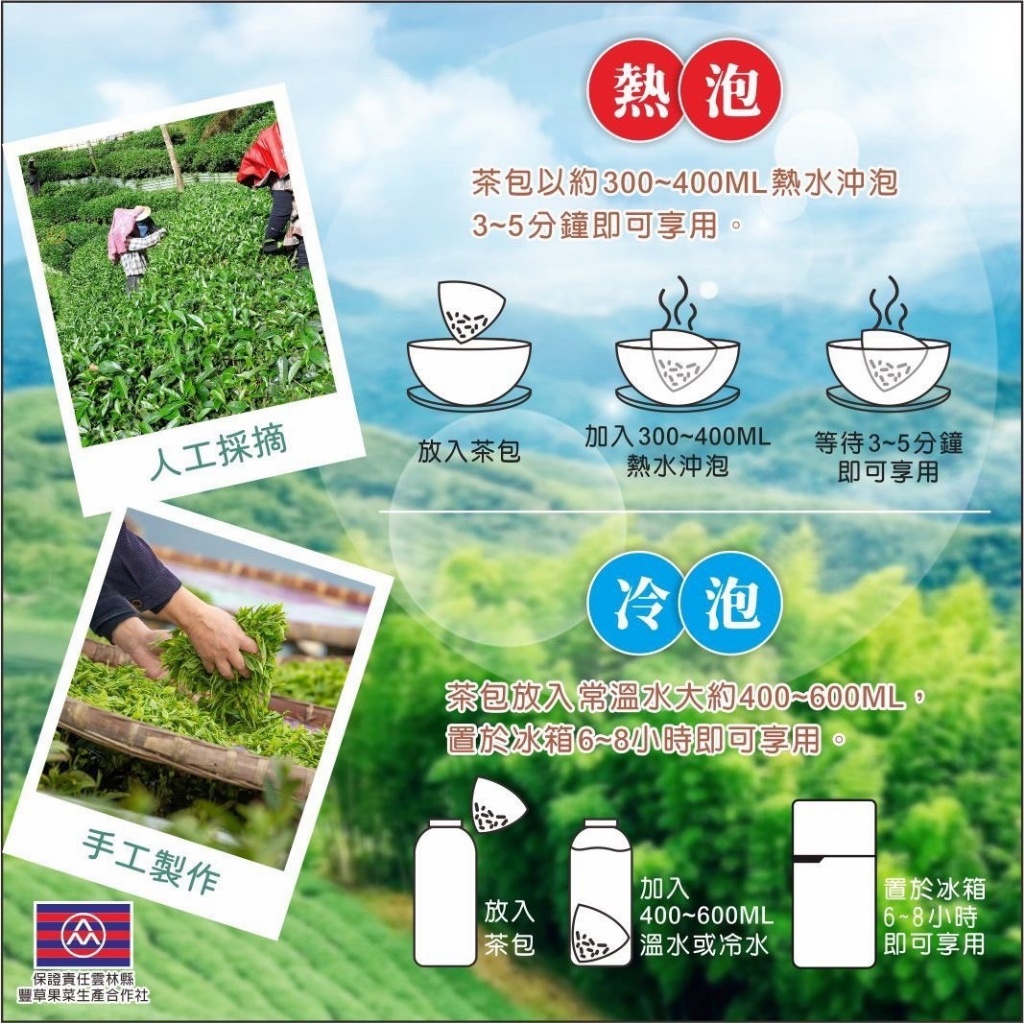 熱泡
茶包以約300~400ML熱水沖泡
3~5分鐘即可享用。
放入茶包
加入300~400ML
熱水沖泡
等待3~5分鐘
即可享用
人工採摘
冷泡
茶包放入常溫水大約400~600ML，
置於冰箱6~8小時即可享用。
放入
茶包
加入
400~600ML
溫水或冷水
置於冰箱
6~8小時
即可享用
手工製作
保證責任雲林縣
豐草果菜生產合作社